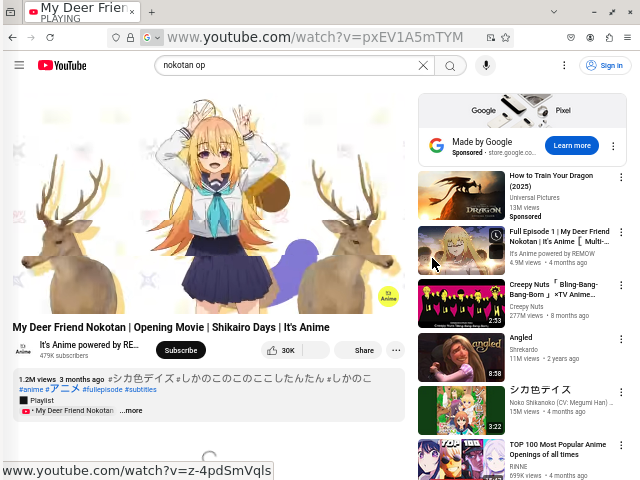 My Deer Frien
PLAYING
www.youtube.com/watch?v=pxEV1A5mTYM
YouTube
nokotan op
Sign in
It's Anime
My Deer Friend Nokotan | Opening Movie | Shikairo Days | It's Anime
It's Anime powered by RE...
479K subscribers
Subscribe
30K
Share
1.2M views 3 months ago #シカ色デイズ #しかのこのこのここしたんたん #しかのこ
#anime #アニメ #fullepisode #subtitles
Playlist
My Deer Friend Nokotan ...more
www.youtube.com/watch?v=z-4pdSmVqls
Google Pixel
Made by Google
Sponsored · store.google.co...
Learn more
DRAGON
How to Train Your Dragon
(2025)
Universal Pictures
13M views
Sponsored
Full Episode 1 | My Deer Friend
Nokotan | It's Anime [ Multi-...
It's Anime powered by REMOW
4.9M views · 4 months ago
2:53
Creepy Nuts「 Bling-Bang-
Bang-Born 」 ×TV Anime...
Creepy Nuts
277M views · 8 months ago
angled
8:58
Angled
Shrekardo
11M views · 2 years ago
3:22
シカ色デイズ
Noko Shikanoko (CV: Megumi Han) ...
15M views · 4 months ago
TOP 100
TOP 100 Most Popular Anime
Openings of all times
RINNE
699K views · 4 months ago